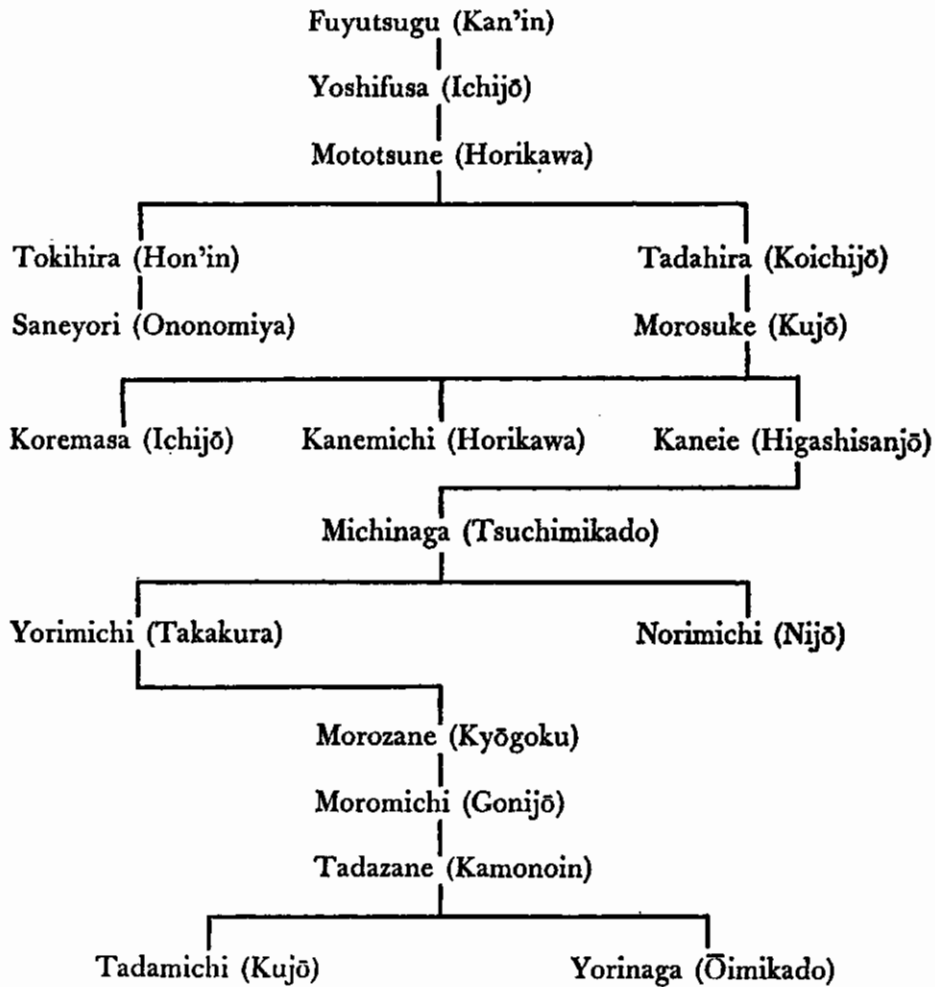 Fuyutsugu (Kan’in)
Yoshifusa (Ichijō)
Mototsune (Horikawa)
Tokihira (Hon’in) Tadahira (Koichijō)
Saneyori (Ononomiya) Morosuke (Kujō)
Koremasa (Ichijō) Kanemichi (Horikawa) Kaneie (Higashisanjō)
Michinaga (Tsuchimikado)
Yorimichi (Takakura) Norimichi (Nijō)
Morozane (Kyōgoku)
Moromichi (Gonijō)
Tadazane (Kamonoin)
Tadamichi (Kujō) Yorinaga (Ōimikado)